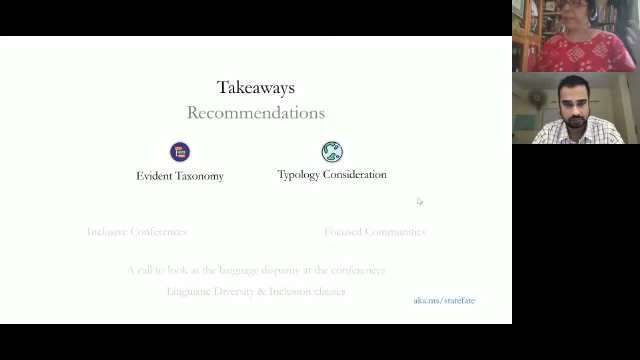 Takeaways
Recommendations
Evident Taxonomy
Typology Consideration
Inclusive Conferences
Focused Communities
A call to look at the language disparity at the conferences
Linguistic Diversity & Inclusion clauses
aka.ms/statefate